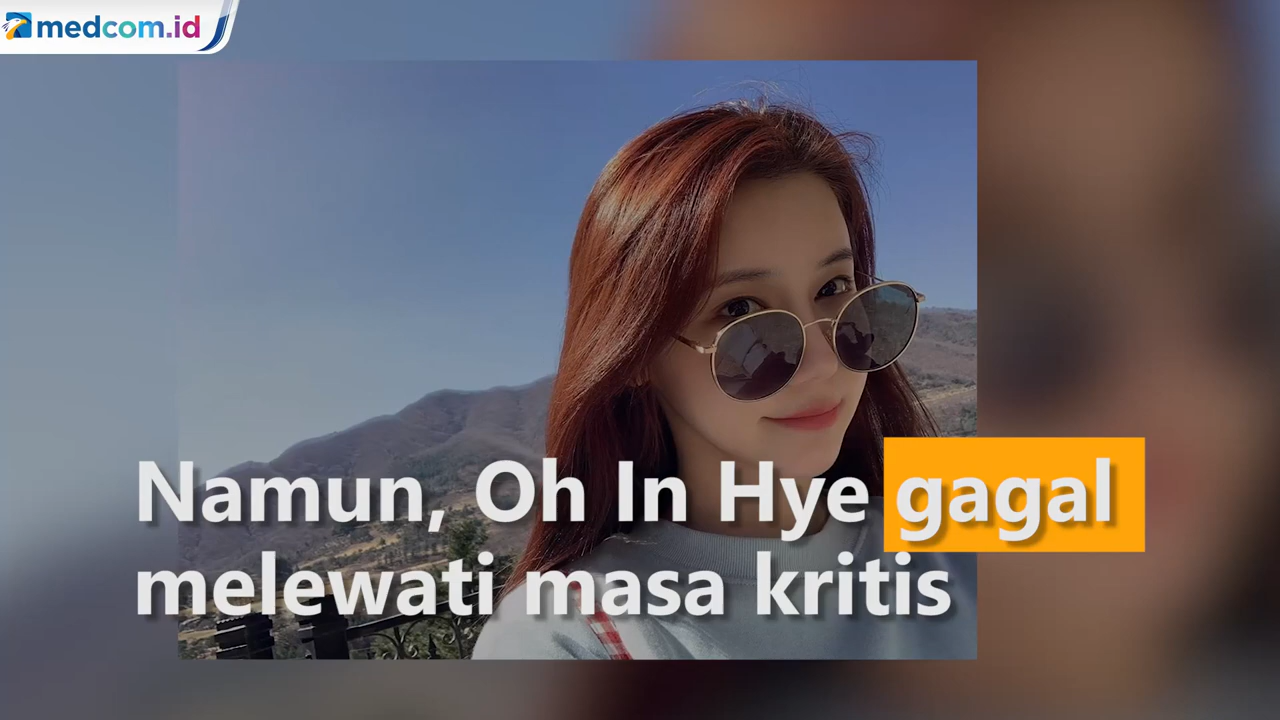 medcom.id
Namun, Oh In Hye gagal
melewati masa kritis